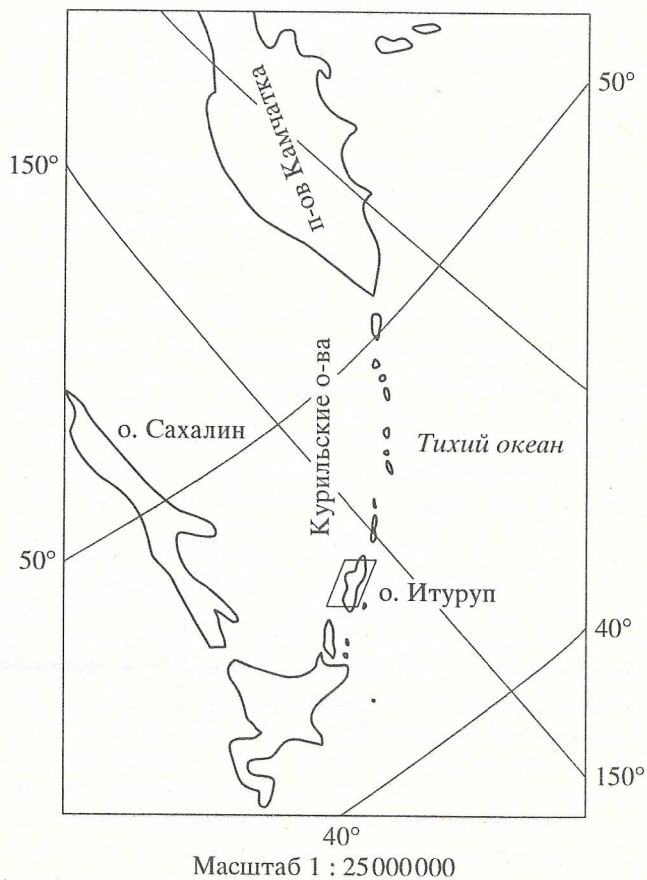 50°
150°
п-ов Камчатка
Курильские о-ва
о. Сахалин
Тихий океан
50°
о. Итуруп
40°
150°
40°
Масштаб 1 : 25000000